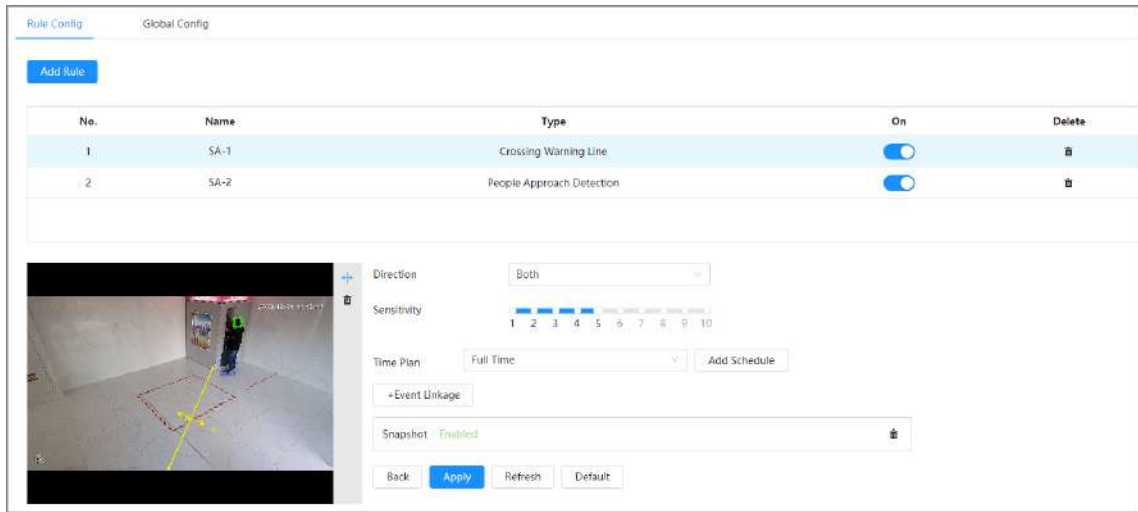 Rule Config Global Config
Add Rule
No. Name Type On Delete
1 SA-1 Crossing Warning Line
2 SA-2 People Approach Detection
Direction Both
Sensitivity
1 2 3 4 5 6 7 8 9 10
Time Plan Full Time Add Schedule
+Event Linkage
Snapshot Enabled
Back Apply Refresh Default